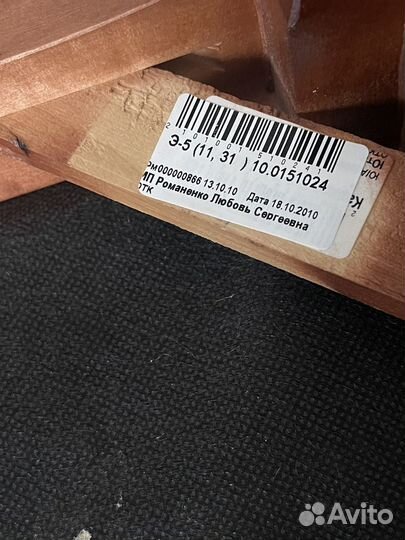 2101001510241
Э-5 (11, 31 ) 10.0151024
Рм000000866 13.10.10 Дата 18.10.2010
ИП Романенко Любовь Сергеевна
ОТК
Avito